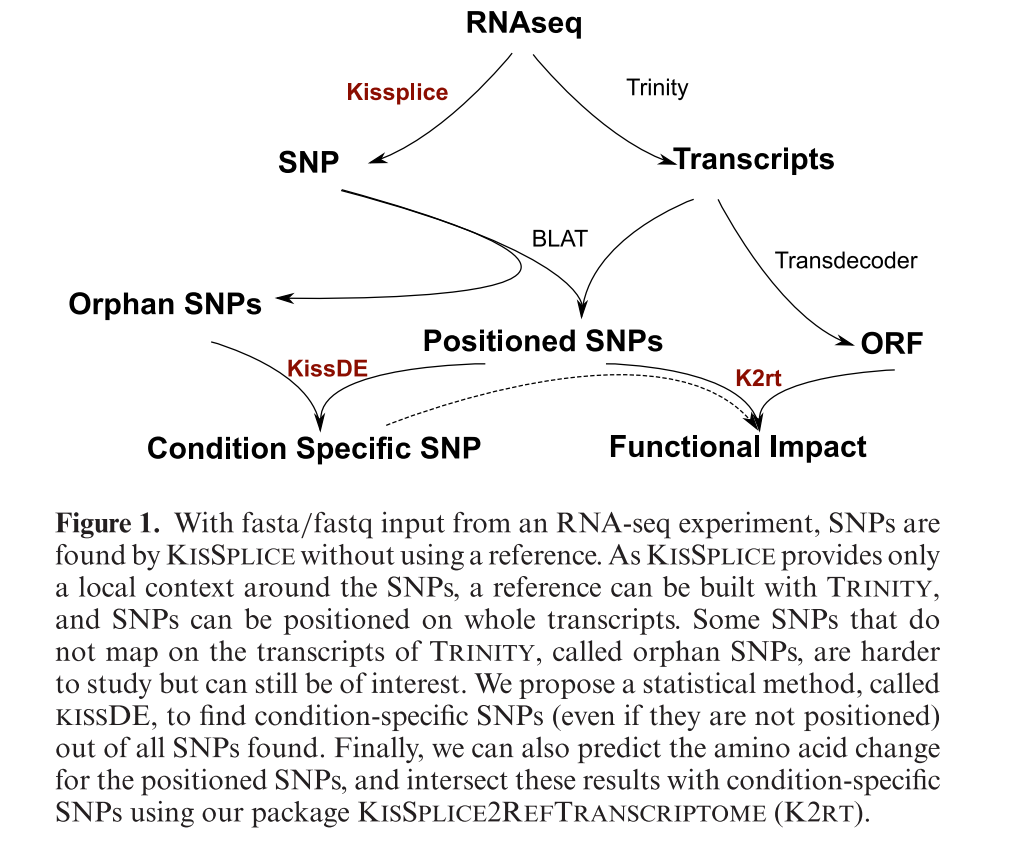 RNAseq
Kissplice
Trinity
SNP
Transcripts
BLAT
Transdecoder
Orphan SNPs
Positioned SNPs
ORF
KissDE
K2rt
Condition Specific SNP
Functional Impact
Figure 1. With fasta/fastq input from an RNA-seq experiment, SNPs are
found by KISSPLICE without using a reference. As KISSPLICE provides only
a local context around the SNPs, a reference can be built with TRINITY,
and SNPs can be positioned on whole transcripts. Some SNPs that do
not map on the transcripts of TRINITY, called orphan SNPs, are harder
to study but can still be of interest. We propose a statistical method, called
KISSDE, to find condition-specific SNPs (even if they are not positioned)
out of all SNPs found. Finally, we can also predict the amino acid change
for the positioned SNPs, and intersect these results with condition-specific
SNPs using our package KISSPLICE2REFTRANSCRIPTOME (K2RT).